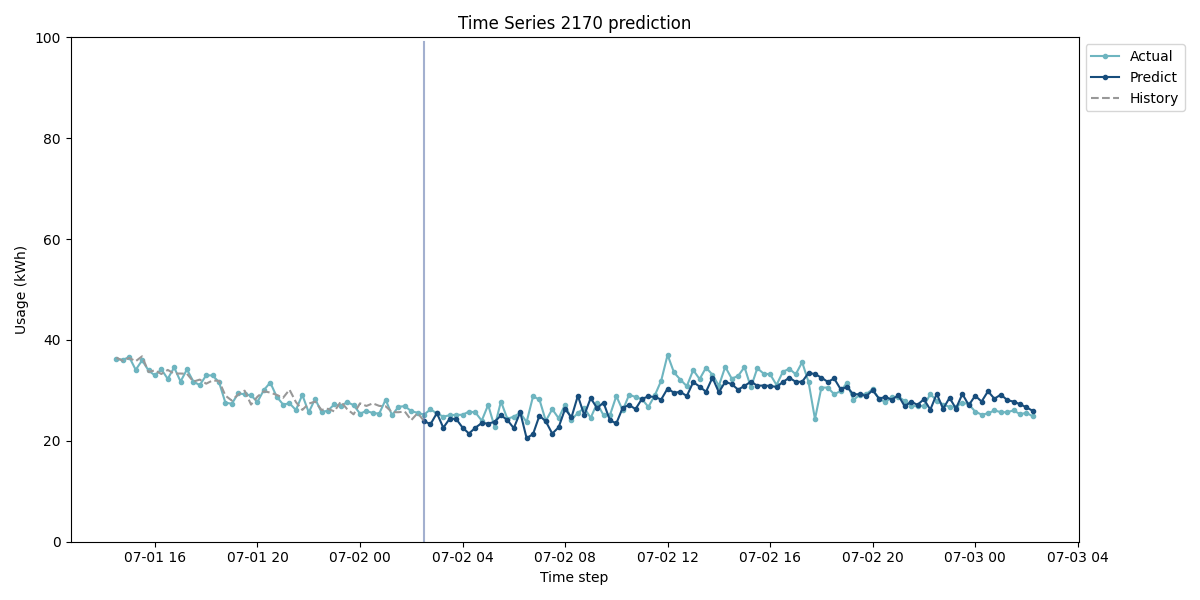 Time Series 2170 prediction
100
80
60
40
20
0
Usage (kWh)
07-01 16
07-01 20
07-02 00
07-02 04
07-02 08
07-02 12
07-02 16
07-02 20
07-03 00
07-03 04
Time step
Actual
Predict
History